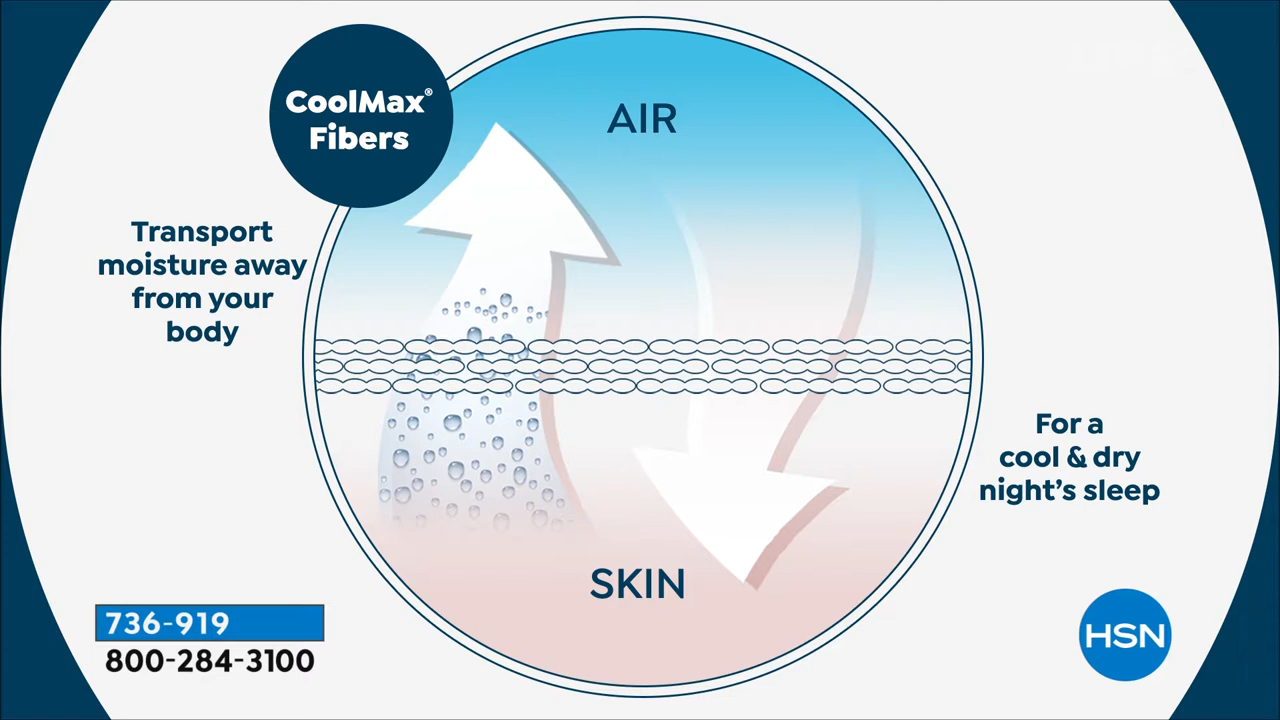 CoolMax®
Fibers
AIR
Transport
moisture away
from your
body
For a
cool & dry
night's sleep
SKIN
736-919
800-284-3100
HSN